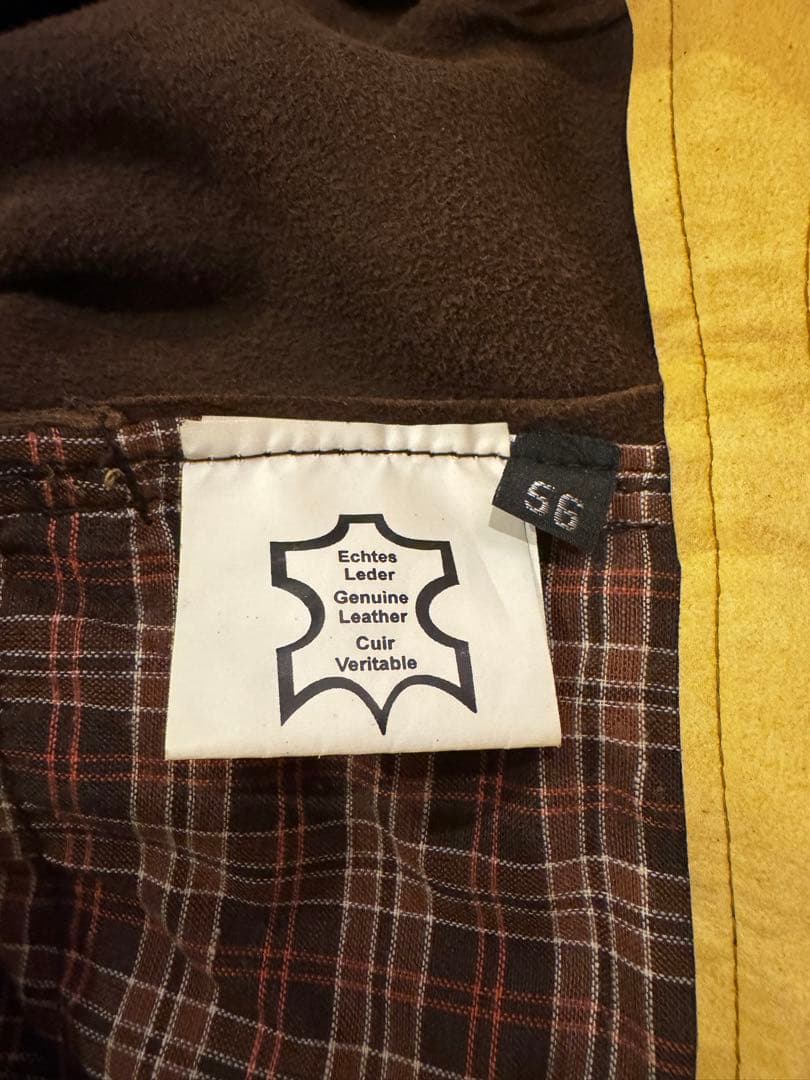 Echtes
Leder
Genuine
Leather
Cuir
Veritable
56